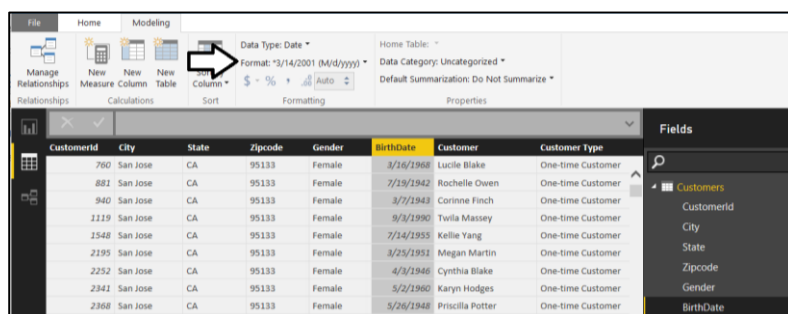 File Home Modeling
Data Type: Date
Home Table:
Format: *3/14/2001 (M/d/yyyy)
Data Category: Uncategorized
Manage Relationships
New Measure
New Column
New Table
Column
$ - % , Auto
Default Summarization: Do Not Summarize
Relationships Calculations Sort Formatting Properties
Fields
CustomerId City State Zipcode Gender BirthDate Customer Customer Type
760 San Jose CA 95133 Female 3/16/1968 Lucile Blake One-time Customer
881 San Jose CA 95133 Female 7/19/1942 Rochelle Owen One-time Customer
940 San Jose CA 95133 Female 3/7/1943 Corinne Finch One-time Customer
1119 San Jose CA 95133 Female 9/3/1990 Twila Massey One-time Customer
1548 San Jose CA 95133 Female 7/14/1955 Kellie Yang One-time Customer
2195 San Jose CA 95133 Female 3/25/1951 Megan Martin One-time Customer
2252 San Jose CA 95133 Female 4/3/1946 Cynthia Blake One-time Customer
2341 San Jose CA 95133 Female 5/2/1960 Karyn Hodges One-time Customer
2368 San Jose CA 95133 Female 5/26/1948 Priscilla Potter One-time Customer
Customers
CustomerId
City
State
Zipcode
Gender
BirthDate